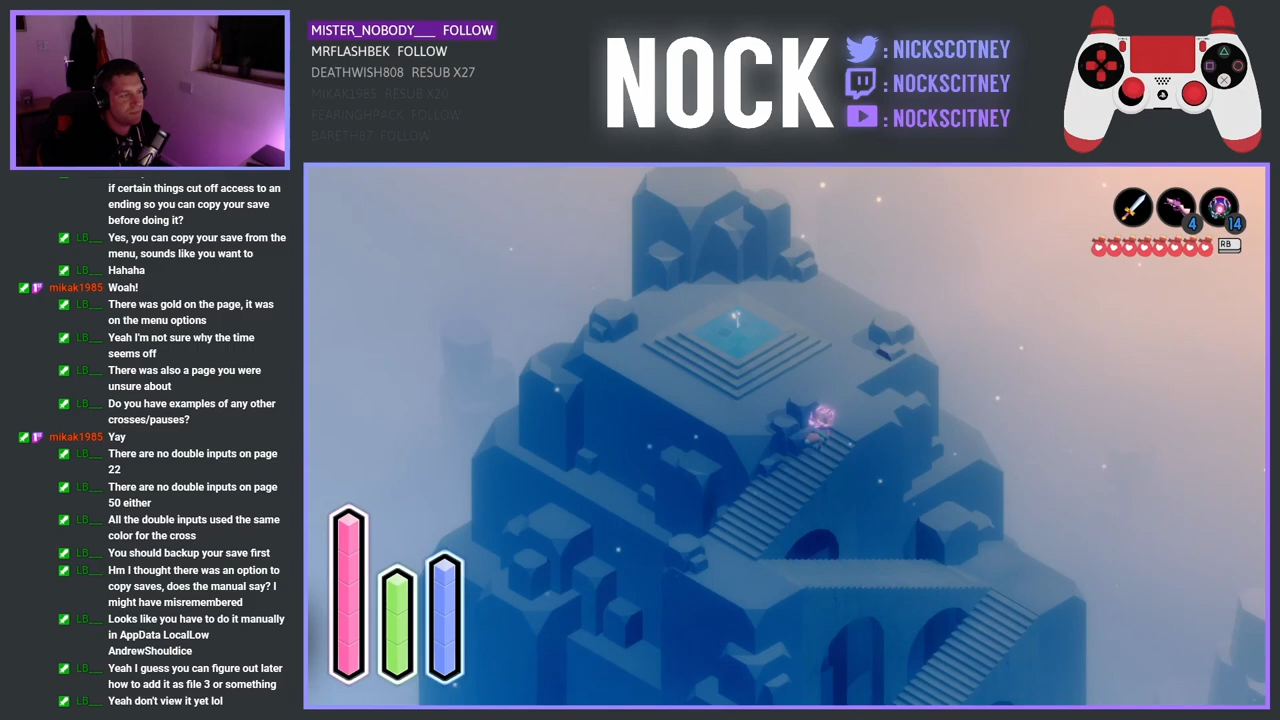 MISTER_NOBODY___ FOLLOW
MRFLASHBEK FOLLOW
DEATHWISH808 RESUB X27
MIKAK1985 RESUB X20
FEARINGHPACK FOLLOW
BARETH87 FOLLOW
NOCK
: NICKSCOTNEY
: NOCKSCITNEY
: NOCKSCITNEY
if certain things cut off access to an
ending so you can copy your save
before doing it?
LB__ Yes, you can copy your save from the
menu, sounds like you want to
LB__ Hahaha
mikak1985 Woah!
LB__ There was gold on the page, it was
on the menu options
LB__ Yeah I'm not sure why the time
seems off
LB__ There was also a page you were
unsure about
LB__ Do you have examples of any other
crosses/pauses?
mikak1985 Yay
LB__ There are no double inputs on page
22
LB__ There are no double inputs on page
50 either
LB__ All the double inputs used the same
color for the cross
LB__ You should backup your save first
LB__ Hm I thought there was an option to
copy saves, does the manual say? I
might have misremembered
LB__ Looks like you have to do it manually
in AppData LocalLow
AndrewShouldice
LB__ Yeah I guess you can figure out later
how to add it as file 3 or something
LB__ Yeah don't view it yet lol
4
14
RB